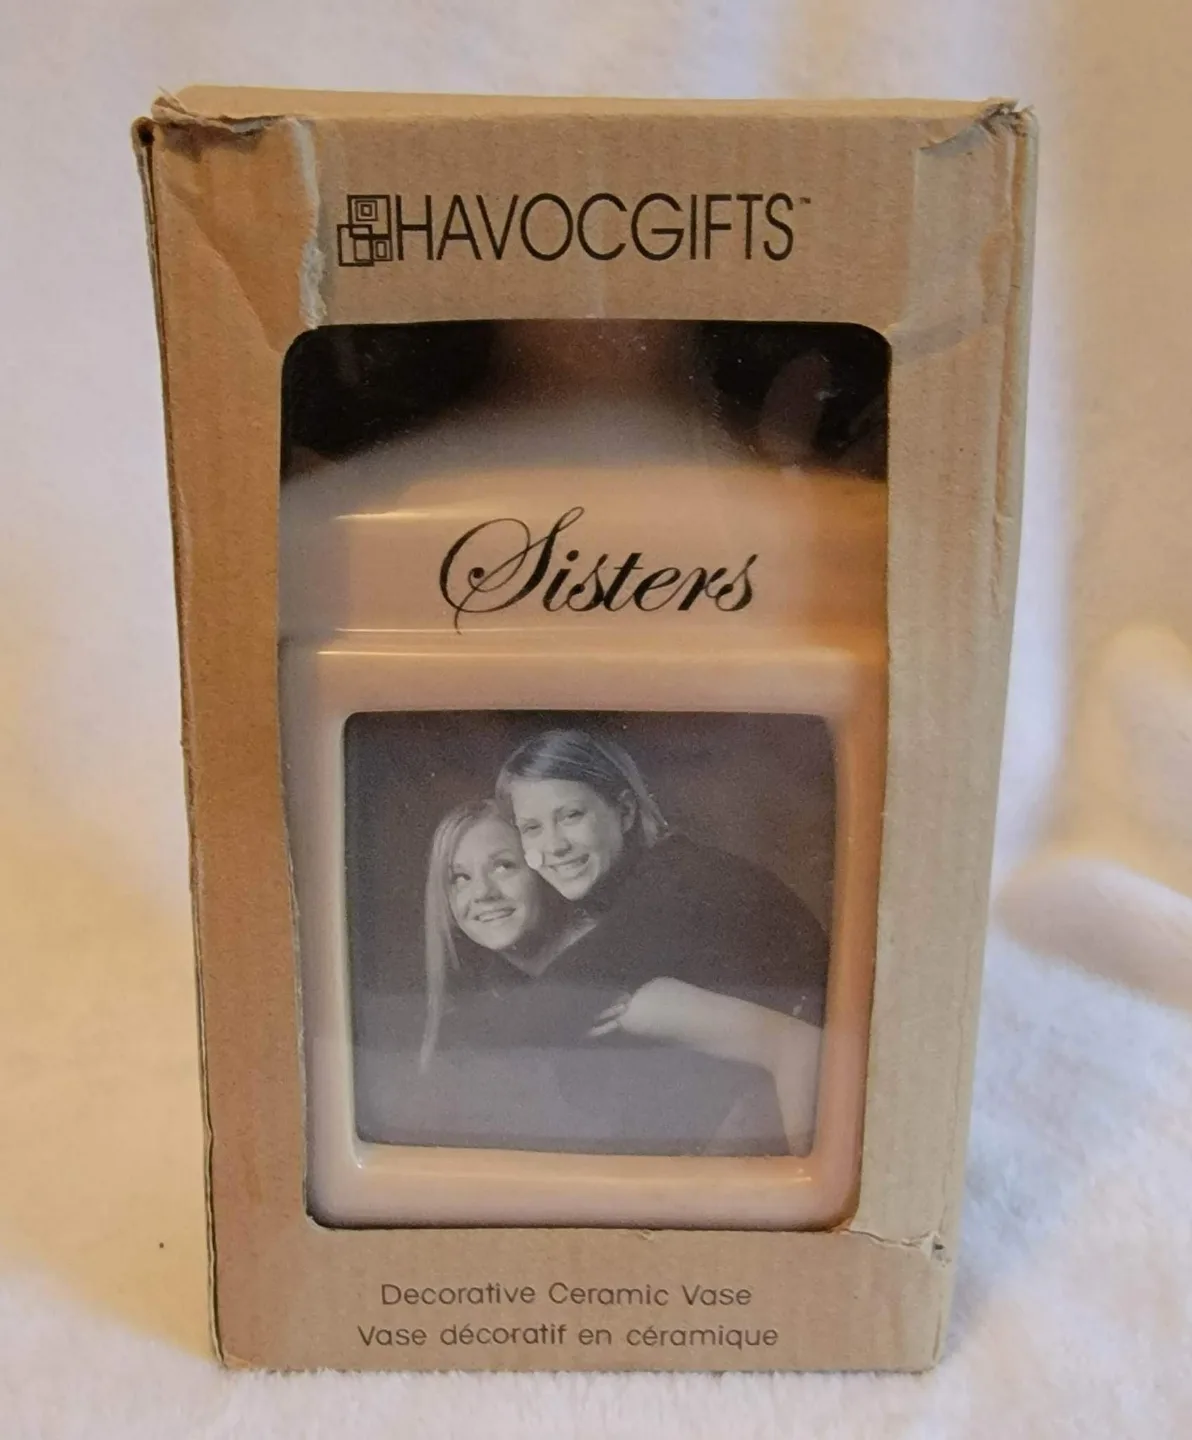 HAVOCGIFTS™
Sisters
Decorative Ceramic Vase
Vase décoratif en céramique